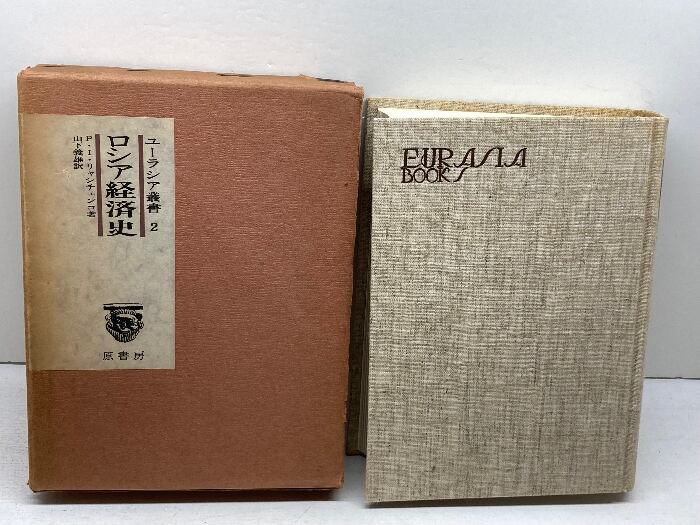 ユーラシア叢書 2
ロシア経済史
P・I・リャシチェンコ著
山下義雄訳
原書房
EURASIA
BOOKS